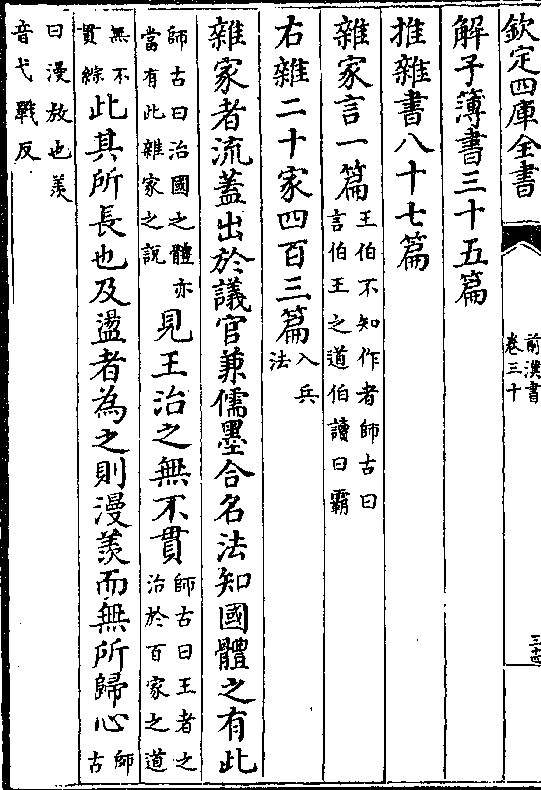 欽定四庫全書
前漢書
卷三十
三十四
解子簿書三十五篇
推雜書八十七篇
雜家言一篇王伯不知作者師古曰言伯王之道伯讀曰霸
右雜二十家四百三篇入兵法
雜家者流蓋出於議官兼儒墨合名法知國體之有此
師古曰治國之體亦當有此雜家之說見王治之無不貫師古曰王者之治於百家之道
無不貫綜此其所長也及盪者為之則漫羨而無所歸心師古
曰漫放也羨音弋戰反